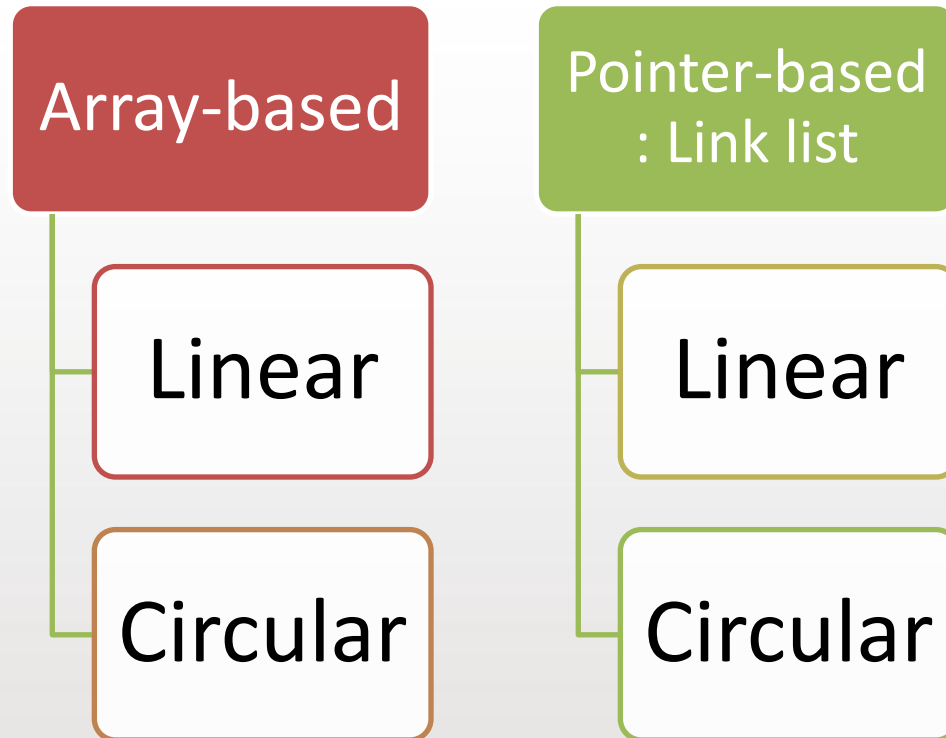 Array-based
Linear
Circular
Pointer-based
: Link list
Linear
Circular